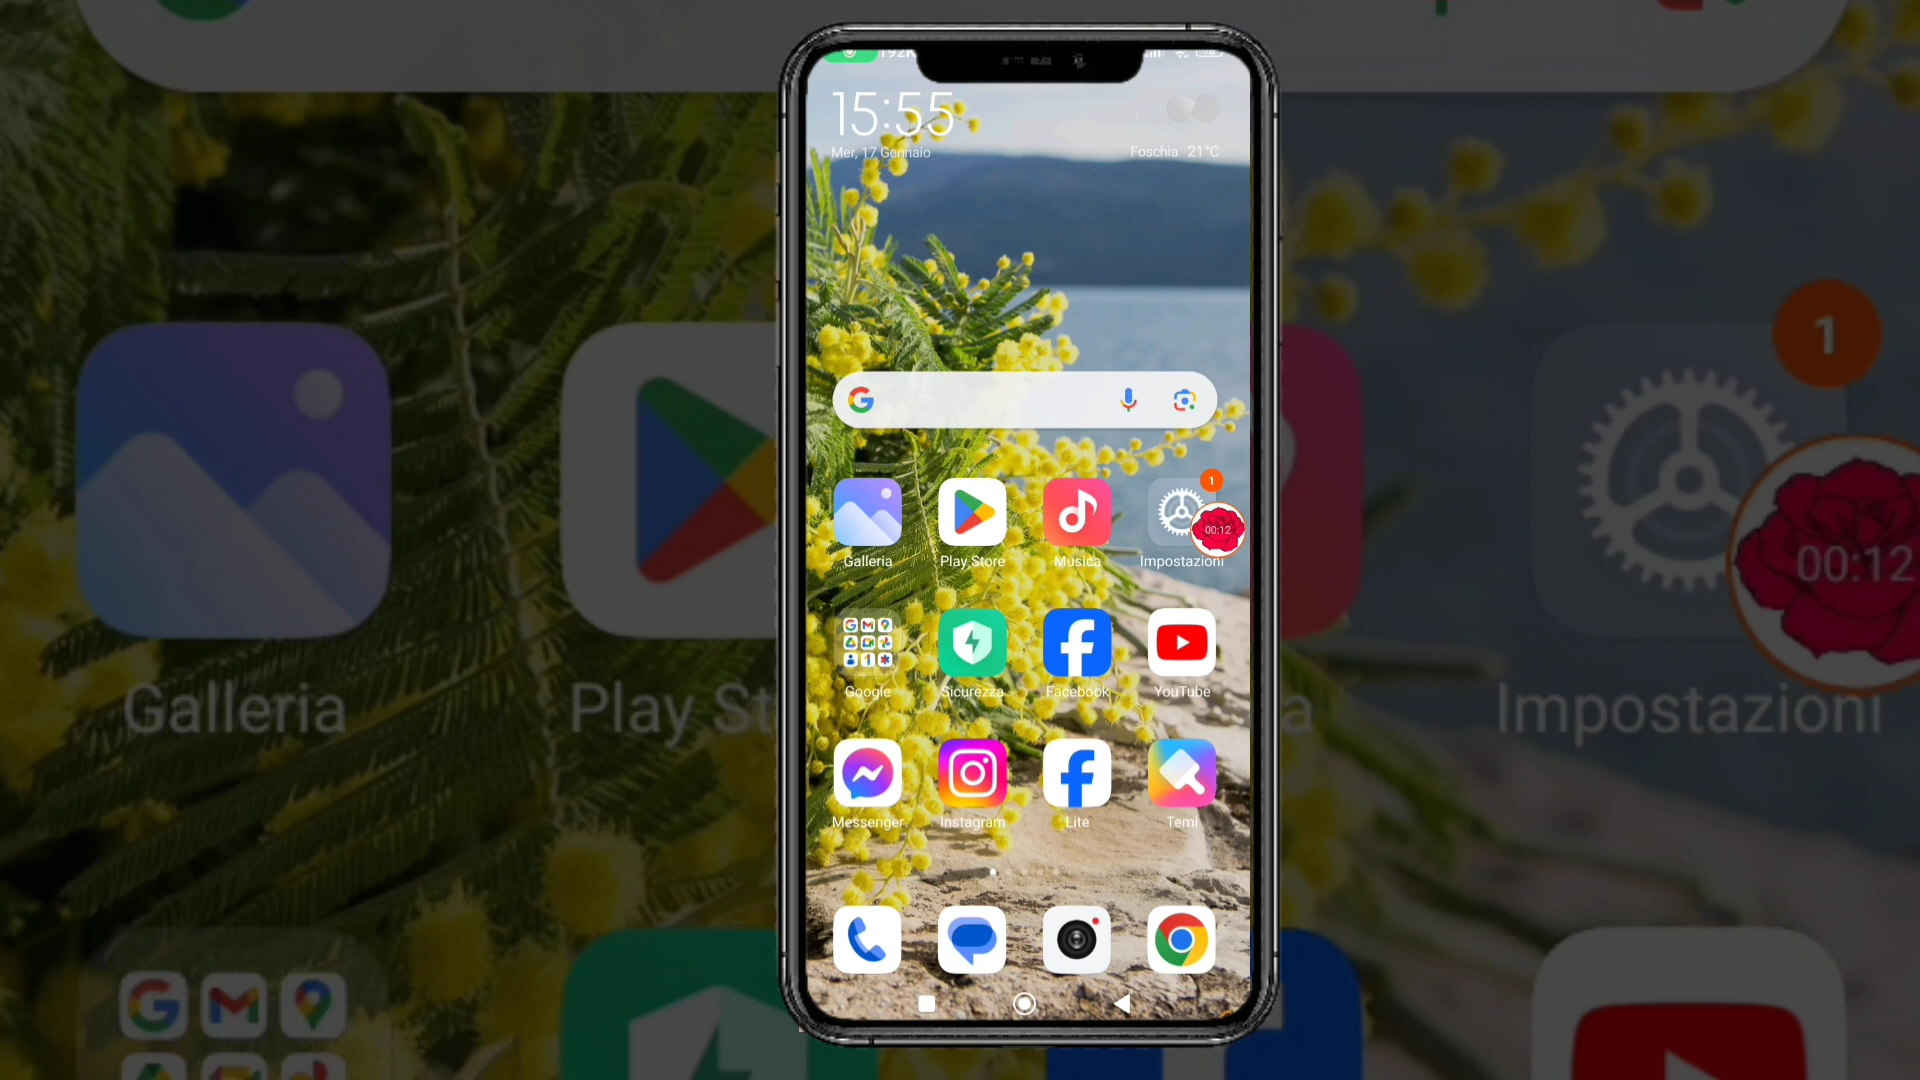 192K
15:55
Mer, 17 Gennaio
Foschia 21°C
1
00:12
Galleria
Play Store
Musica
Impostazioni
Google
Sicurezza
Facebook
YouTube
Messenger
Instagram
Lite
Temi
1
00:12
Galleria
Play St
a
Impostazioni